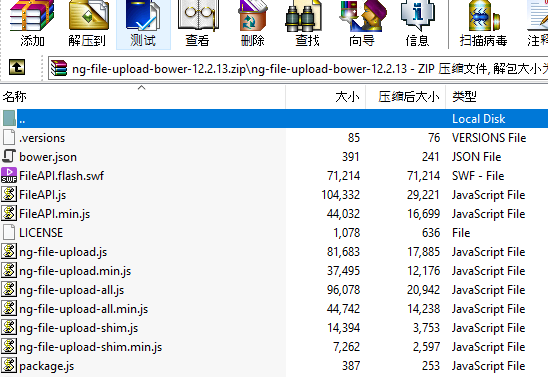 添加 解压到 测试 查看 删除 查找 向导 信息 扫描病毒 注释
ng-file-upload-bower-12.2.13.zip\ng-file-upload-bower-12.2.13 - ZIP 压缩文件, 解包大小为
名称 大小 压缩后大小 类型
.. Local Disk
.versions 85 76 VERSIONS File
bower.json 391 241 JSON File
SWF FileAPI.flash.swf 71,214 71,214 SWF - File
FileAPI.js 104,332 29,221 JavaScript File
FileAPI.min.js 44,032 16,699 JavaScript File
LICENSE 1,078 636 File
ng-file-upload.js 81,683 17,885 JavaScript File
ng-file-upload.min.js 37,495 12,176 JavaScript File
ng-file-upload-all.js 96,078 20,942 JavaScript File
ng-file-upload-all.min.js 44,742 14,238 JavaScript File
ng-file-upload-shim.js 14,394 3,753 JavaScript File
ng-file-upload-shim.min.js 7,262 2,597 JavaScript File
package.js 387 253 JavaScript File